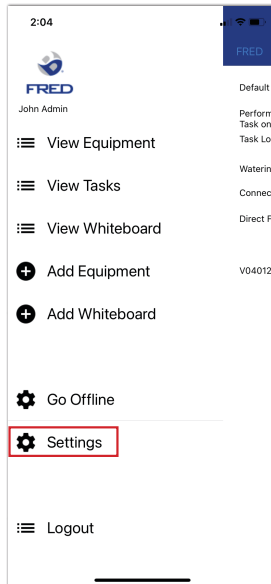 2:04
FRED
FRED
John Admin
View Equipment
View Tasks
View Whiteboard
Add Equipment
Add Whiteboard
Go Offline
Settings
Logout
Default
Perform
Task on
Task Lo
Waterin
Connec
Direct F
V04012